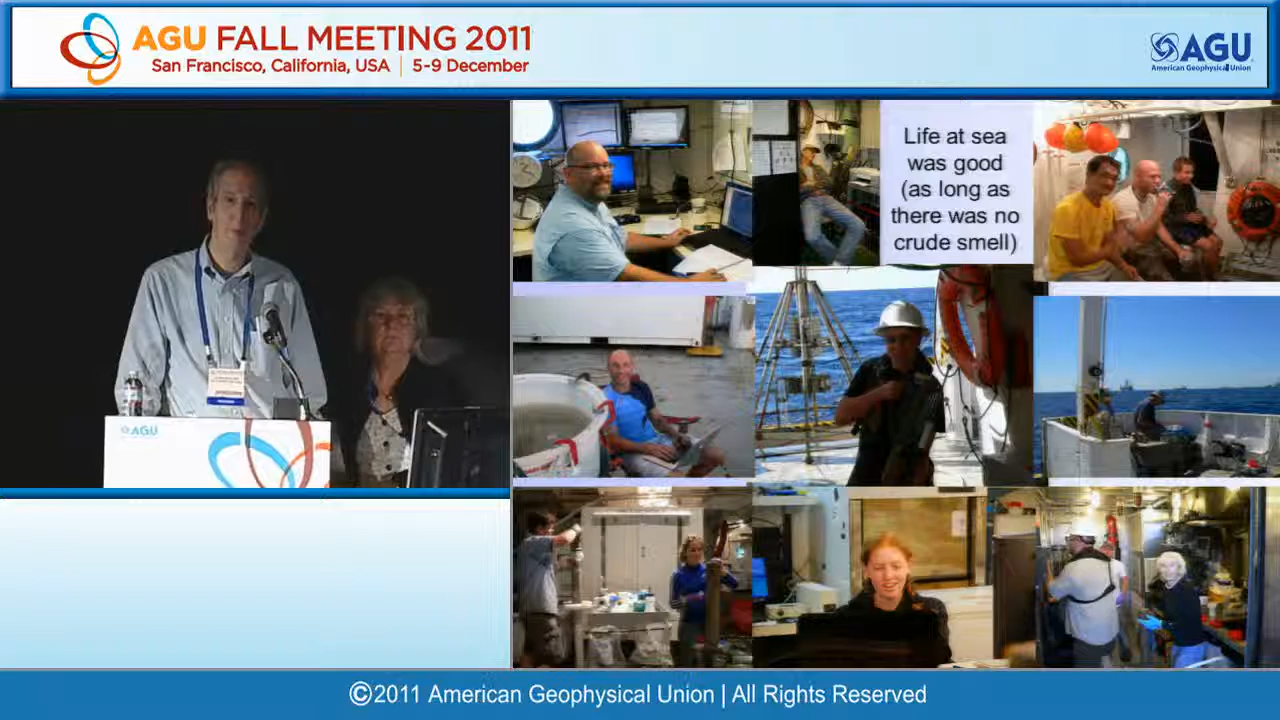 AGU FALL MEETING 2011
San Francisco, California, USA | 5-9 December
AGU
American Geophysical Union
Life at sea
was good
(as long as
there was no
crude smell)
AGU
©2011 American Geophysical Union | All Rights Reserved